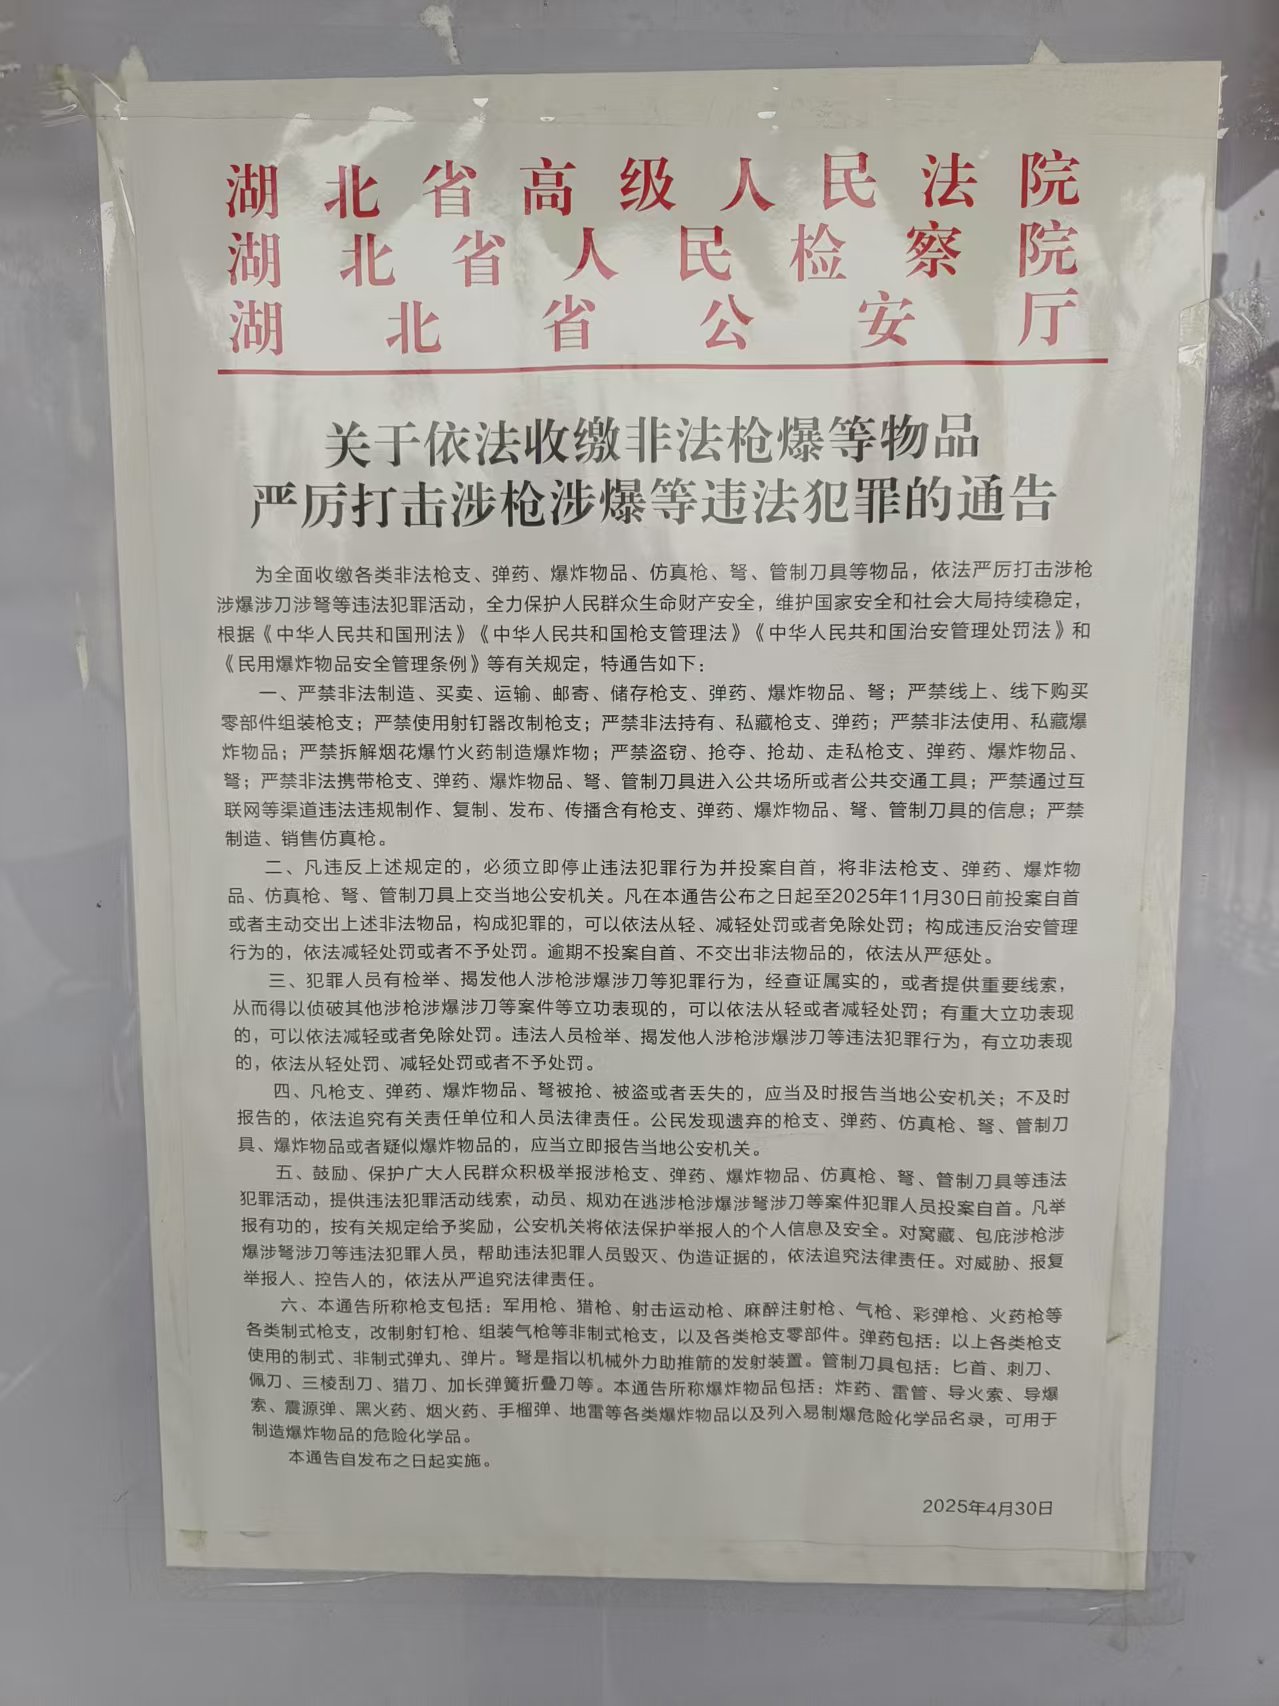 湖北省高级人民法院
湖北省人民检察院
湖北省公安厅
关于依法收缴非法枪爆等物品
严厉打击涉枪涉爆等违法犯罪的通告
为全面收缴各类非法枪支、弹药、爆炸物品、仿真枪、弩、管制刀具等物品，依法严厉打击涉枪
涉爆涉刀涉弩等违法犯罪活动，全力保护人民群众生命财产安全，维护国家安全和社会大局持续稳定，
根据《中华人民共和国刑法》《中华人民共和国枪支管理法》《中华人民共和国治安管理处罚法》和
《民用爆炸物品安全管理条例》等有关规定，特通告如下：
一、严禁非法制造、买卖、运输、邮寄、储存枪支、弹药、爆炸物品、弩；严禁线上、线下购买
零部件组装枪支；严禁使用射钉器改制枪支；严禁非法持有、私藏枪支、弹药；严禁非法使用、私藏爆
炸物品；严禁拆解烟花爆竹火药制造爆炸物；严禁盗窃、抢夺、抢劫、走私枪支、弹药、爆炸物品、
弩；严禁非法携带枪支、弹药、爆炸物品、弩、管制刀具进入公共场所或者公共交通工具；严禁通过互
联网等渠道违法违规制作、复制、发布、传播含有枪支、弹药、爆炸物品、弩、管制刀具的信息；严禁
制造、销售仿真枪。
二、凡违反上述规定的，必须立即停止违法犯罪行为并投案自首，将非法枪支、弹药、爆炸物
品、仿真枪、弩、管制刀具上交当地公安机关。凡在本通告公布之日起至2025年11月30日前投案自首
或者主动交出上述非法物品，构成犯罪的，可以依法从轻、减轻处罚或者免除处罚；构成违反治安管理
行为的，依法减轻处罚或者不予处罚。逾期不投案自首、不交出非法物品的，依法从严惩处。
三、犯罪人员有检举、揭发他人涉枪涉爆涉刀等犯罪行为，经查证属实的，或者提供重要线索，
从而得以侦破其他涉枪涉爆涉刀等案件等立功表现的，可以依法从轻或者减轻处罚；有重大立功表现
的，可以依法减轻或者免除处罚。违法人员检举、揭发他人涉枪涉爆涉刀等违法犯罪行为，有立功表现
的，依法从轻处罚、减轻处罚或者不予处罚。
四、凡枪支、弹药、爆炸物品、弩被抢、被盗或者丢失的，应当及时报告当地公安机关；不及时
报告的，依法追究有关责任单位和人员法律责任。公民发现遗弃的枪支、弹药、仿真枪、弩、管制刀
具、爆炸物品或者疑似爆炸物品的，应当立即报告当地公安机关。
五、鼓励、保护广大人民群众积极举报涉枪支、弹药、爆炸物品、仿真枪、弩、管制刀具等违法
犯罪活动，提供违法犯罪活动线索，动员、规劝在逃涉枪涉爆涉弩涉刀等案件犯罪人员投案自首。凡举
报有功的，按有关规定给予奖励，公安机关将依法保护举报人的个人信息及安全。对窝藏、包庇涉枪涉
爆涉弩涉刀等违法犯罪人员，帮助违法犯罪人员毁灭、伪造证据的，依法追究法律责任。对威胁、报复
举报人、控告人的，依法从严追究法律责任。
六、本通告所称枪支包括：军用枪、猎枪、射击运动枪、麻醉注射枪、气枪、彩弹枪、火药枪等
各类制式枪支，改制射钉枪、组装气枪等非制式枪支，以及各类枪支零部件。弹药包括：以上各类枪支
使用的制式、非制式弹丸、弹片。弩是指以机械外力助推箭的发射装置。管制刀具包括：匕首、刺刀、
佩刀、三棱刮刀、猎刀、加长弹簧折叠刀等。本通告所称爆炸物品包括：炸药、雷管、导火索、导爆
索、震源弹、黑火药、烟火药、手榴弹、地雷等各类爆炸物品以及列入易制爆危险化学品名录，可用于
制造爆炸物品的危险化学品。
本通告自发布之日起实施。
2025年4月30日